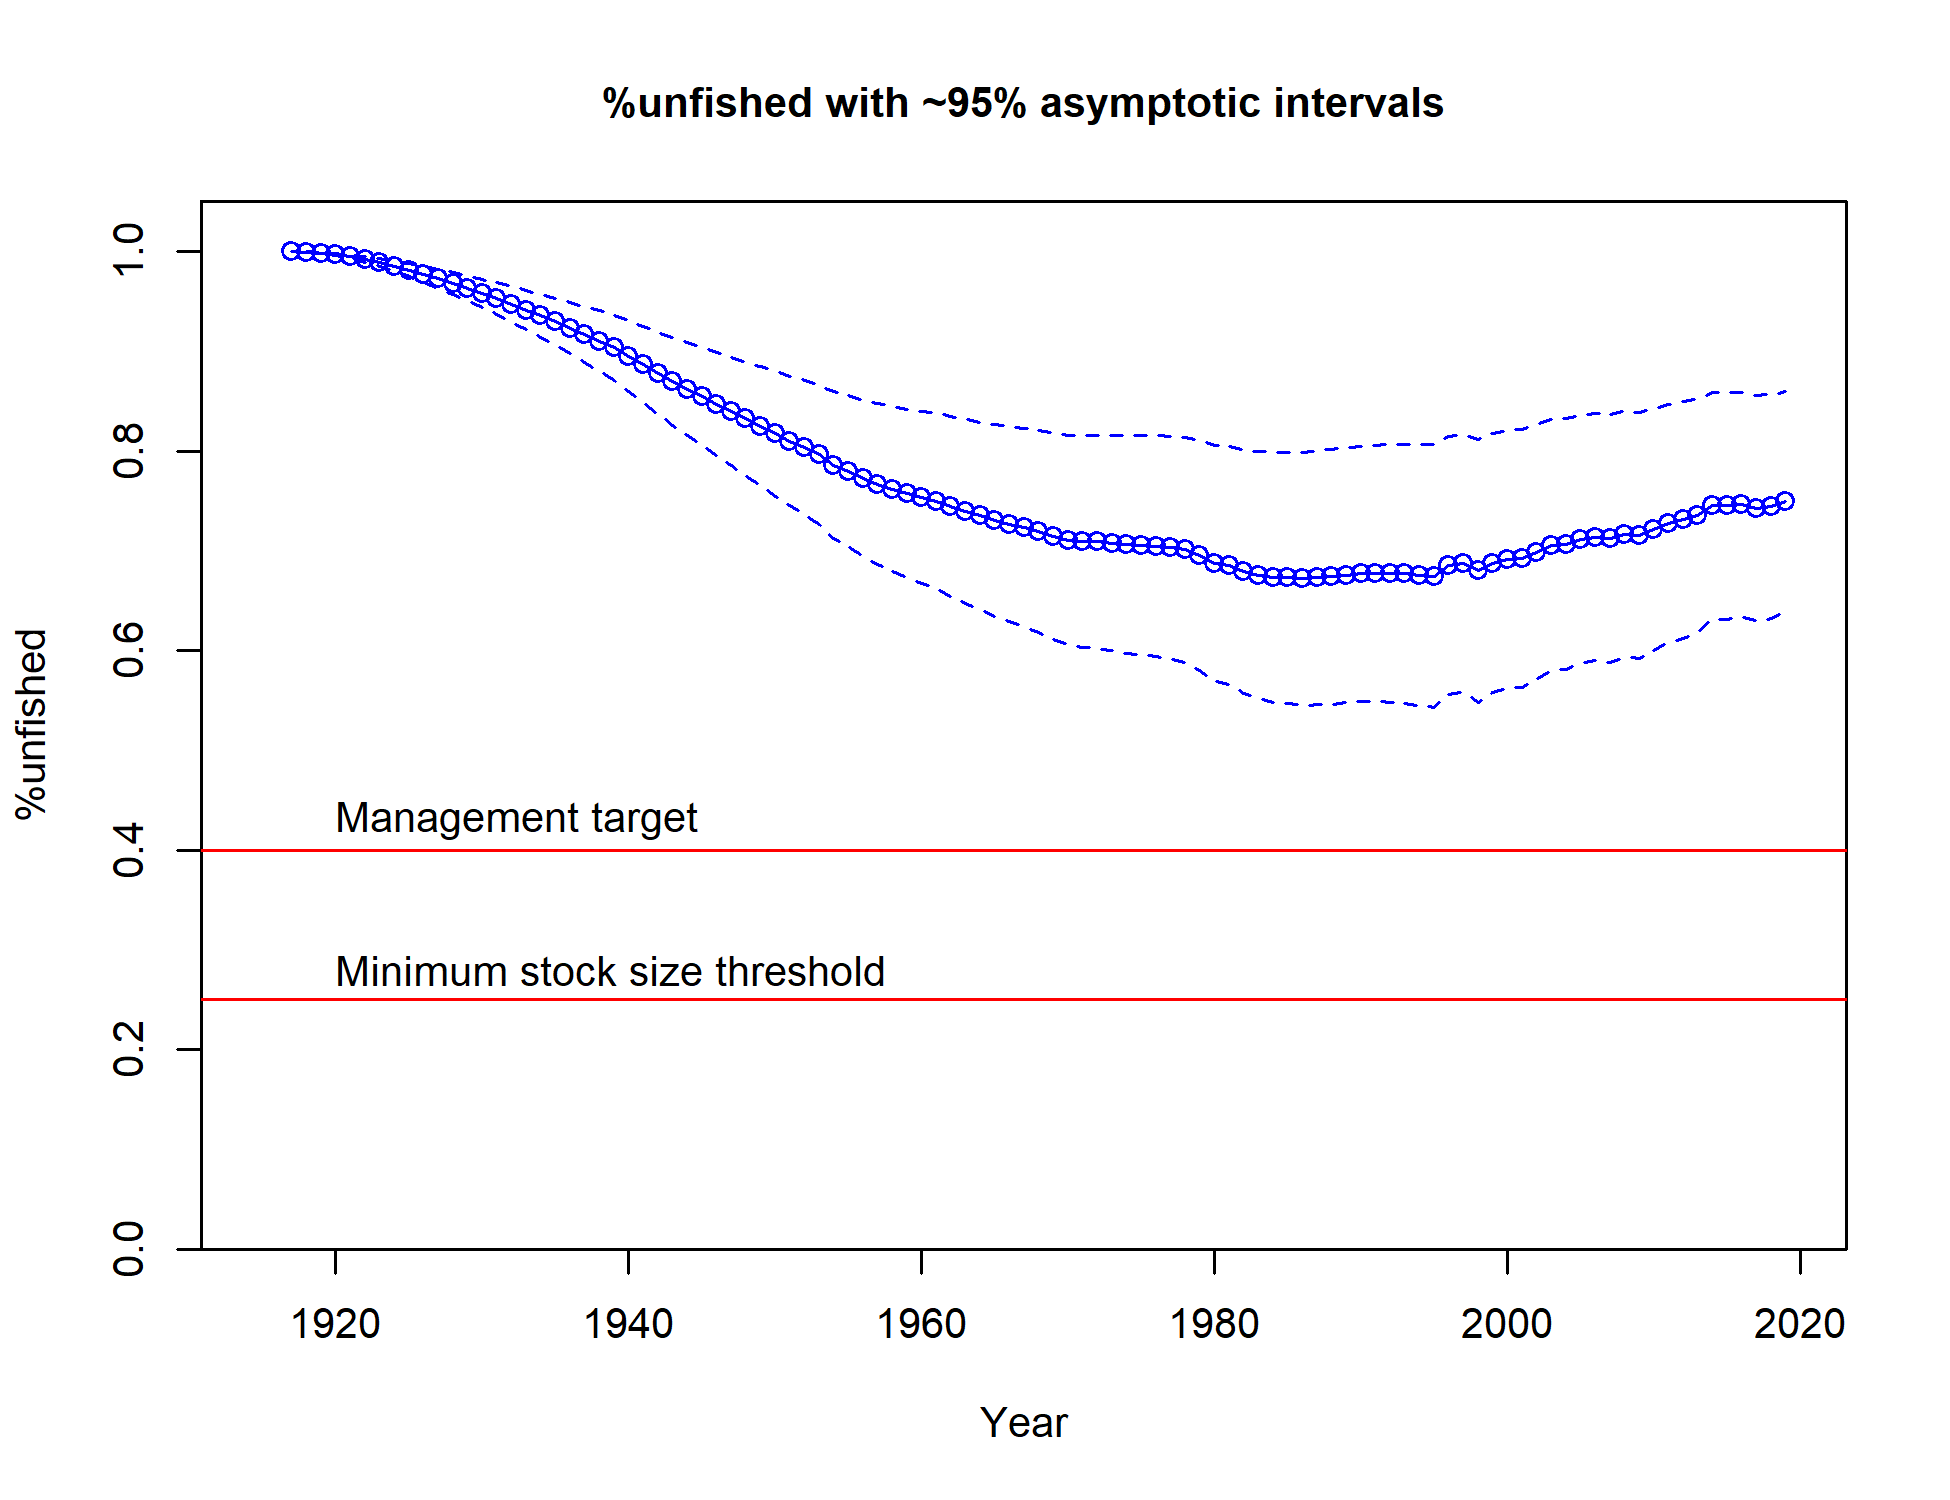 %unfished with ~95% asymptotic intervals
%unfished
1.0
0.8
0.6
0.4
0.2
0.0
Management target
Minimum stock size threshold
1920 1940 1960 1980 2000 2020
Year